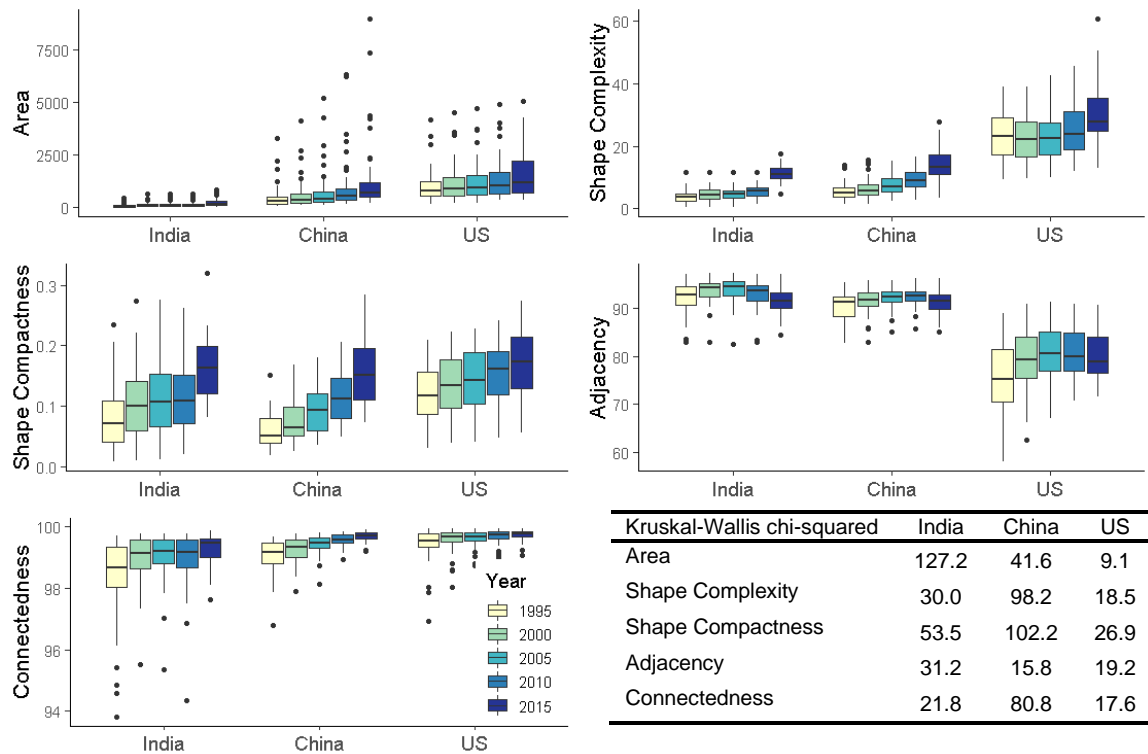 Area
7500
5000
2500
0
India China US
Shape Complexity
60
40
20
0
India China US
Shape Compactness
0.3
0.2
0.1
0.0
India China US
Adjacency
90
80
70
60
India China US
Connectedness
100
98
96
94
India China US
Year
1995
2000
2005
2010
2015
Kruskal-Wallis chi-squared India China US
Area 127.2 41.6 9.1
Shape Complexity 30.0 98.2 18.5
Shape Compactness 53.5 102.2 26.9
Adjacency 31.2 15.8 19.2
Connectedness 21.8 80.8 17.6